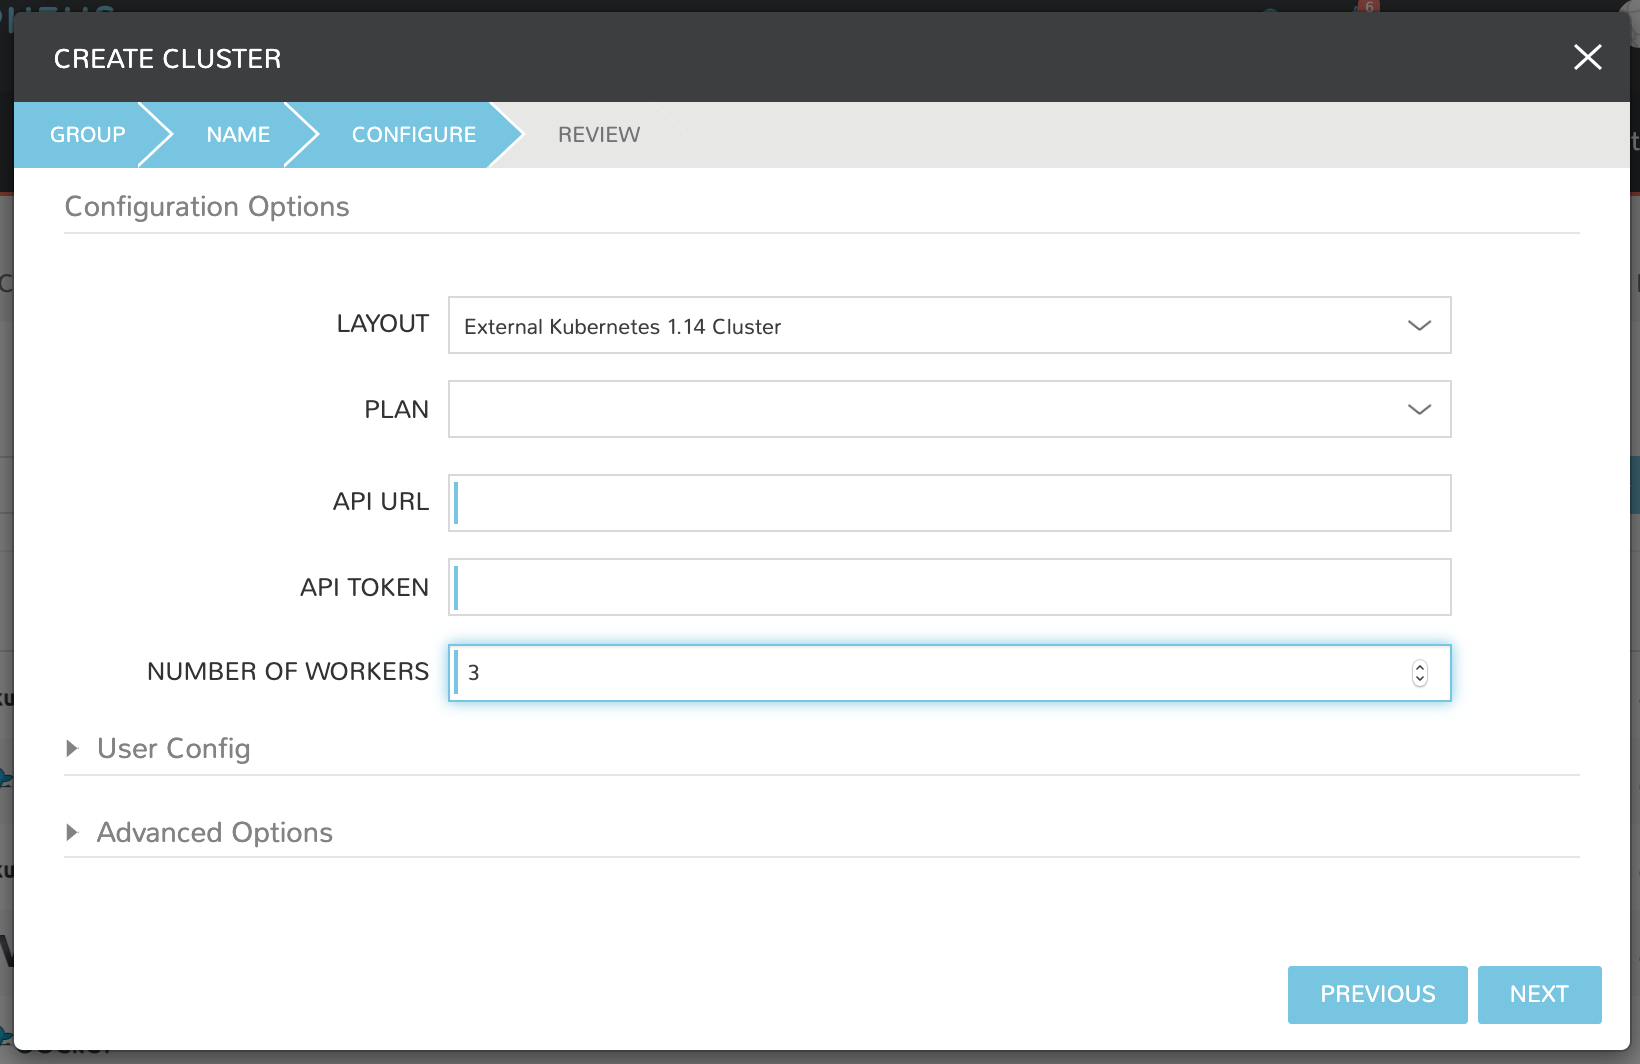 6
CREATE CLUSTER
GROUP
NAME
CONFIGURE
REVIEW
Configuration Options
LAYOUT
External Kubernetes 1.14 Cluster
PLAN
API URL
API TOKEN
NUMBER OF WORKERS
3
User Config
Advanced Options
PREVIOUS
NEXT